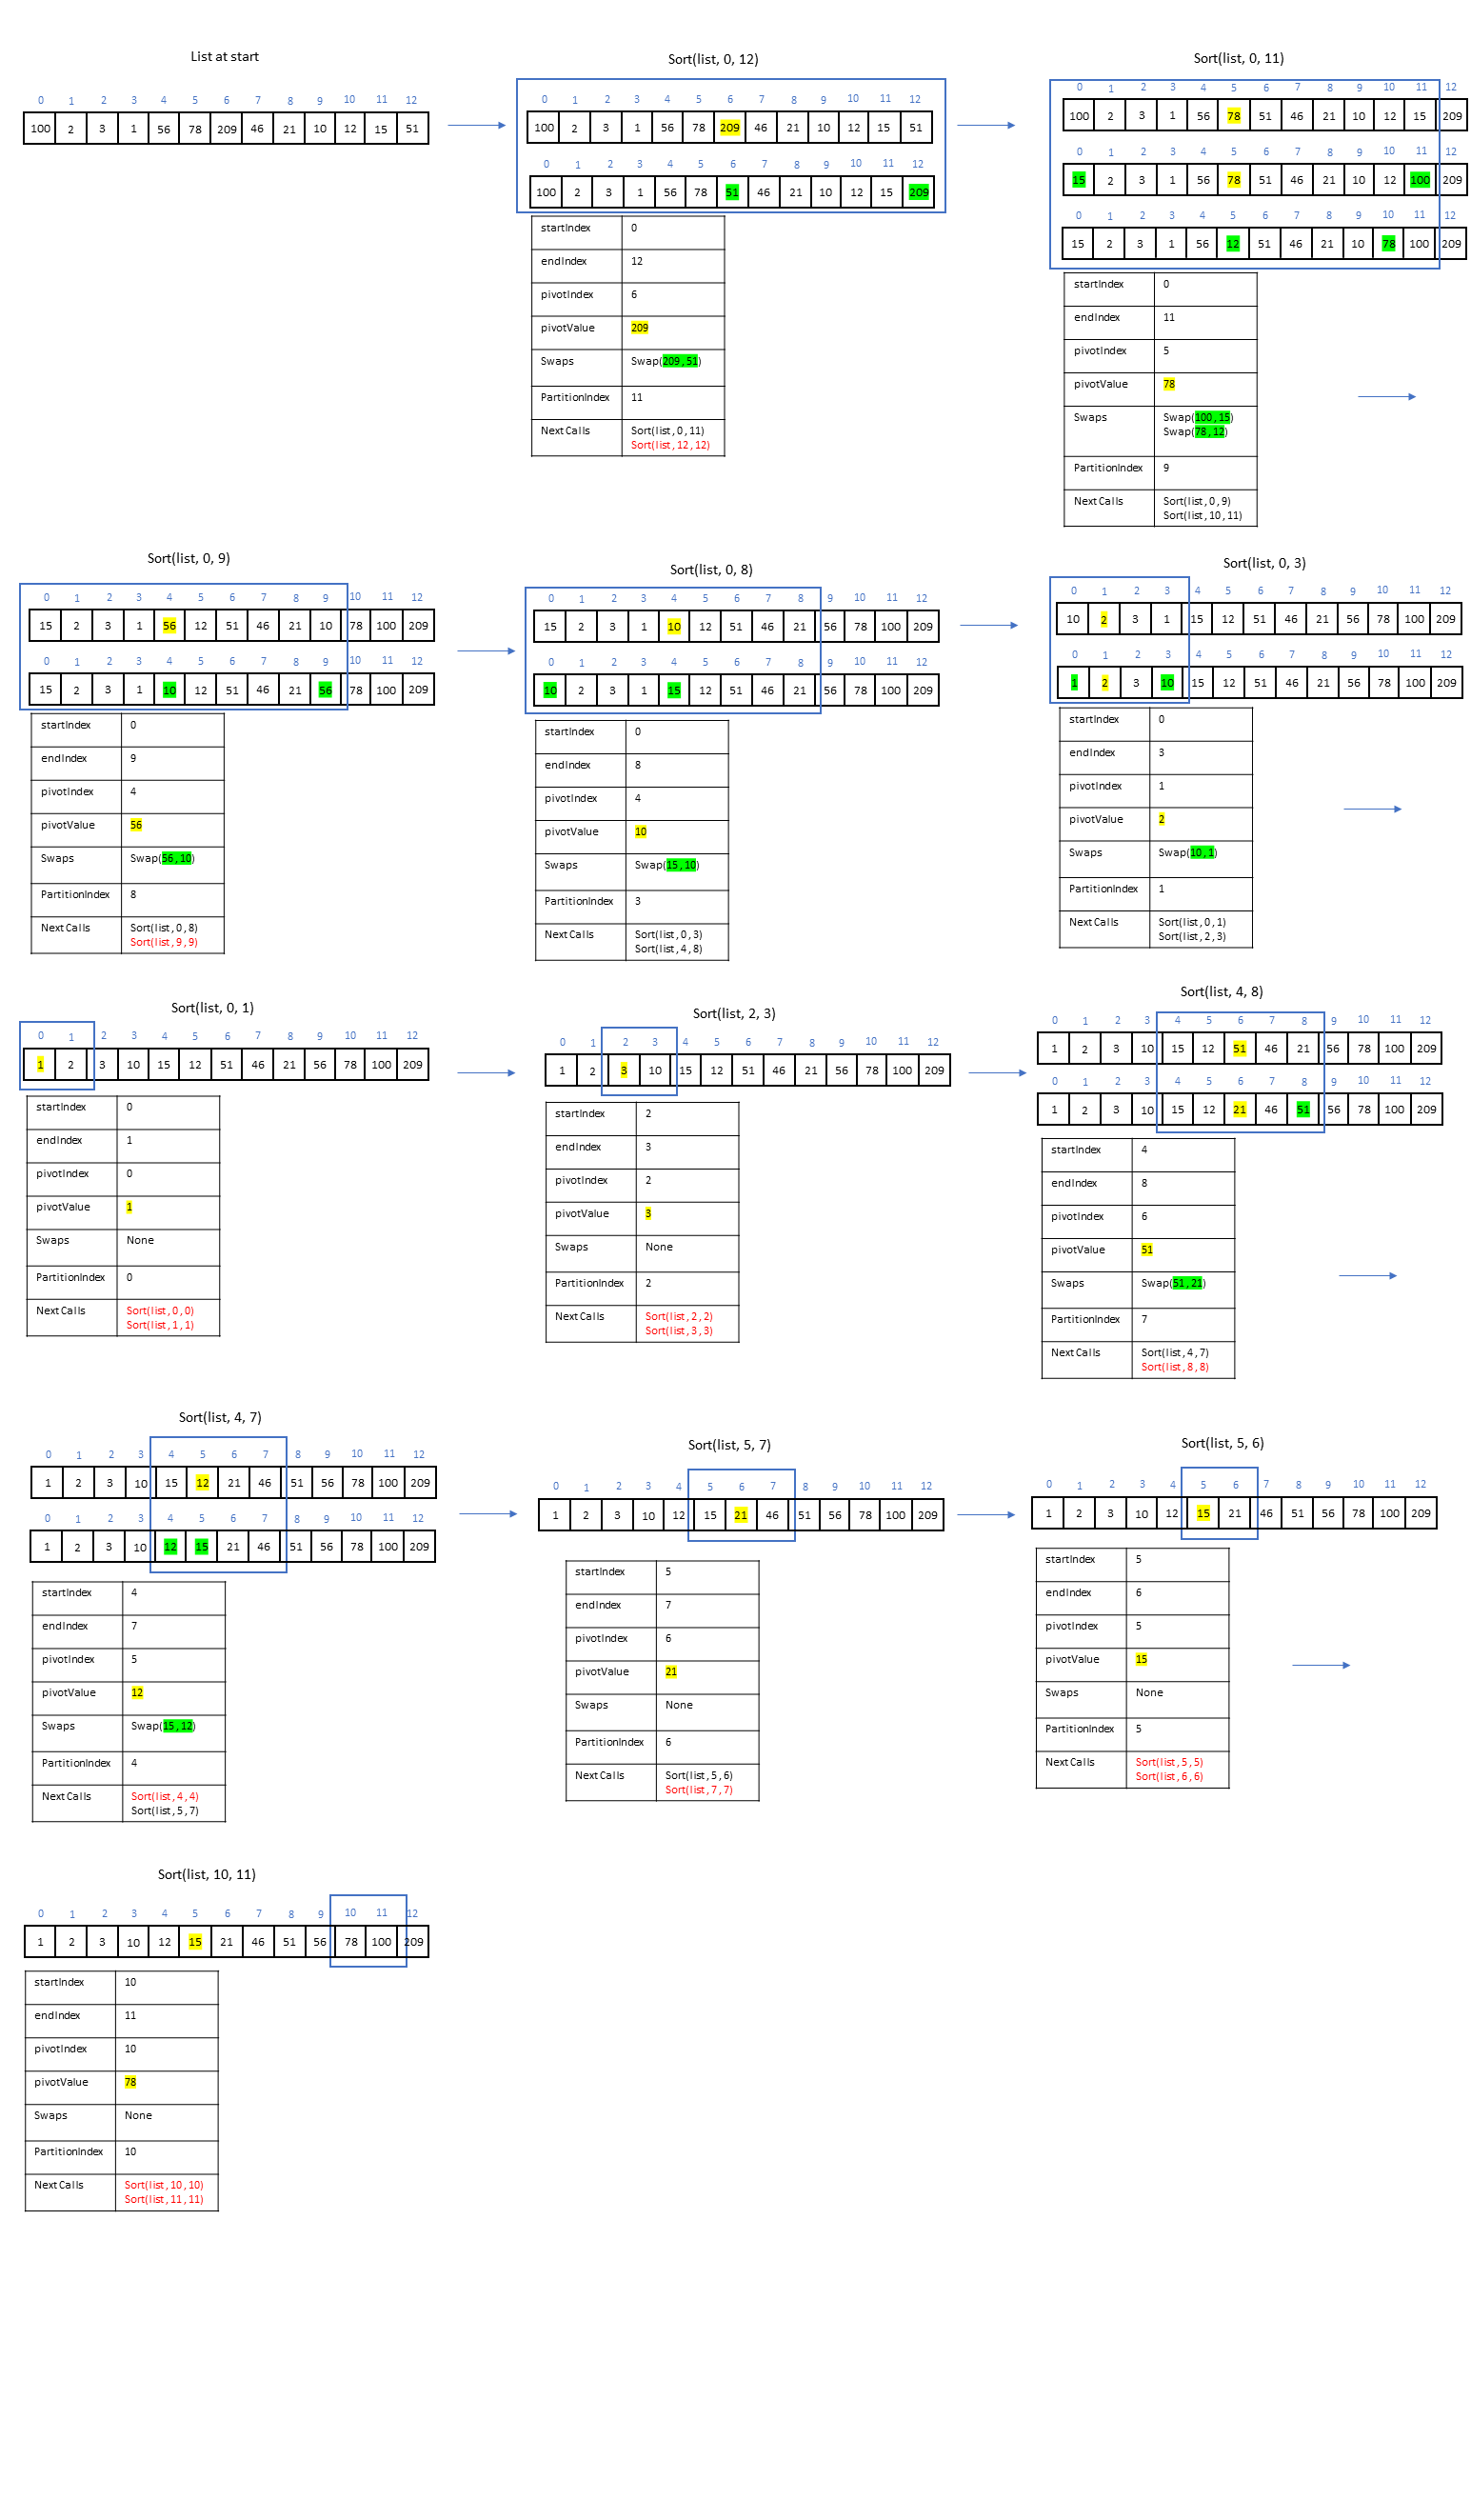 List at start
0 1 2 3 4 5 6 7 8 9 10 11 12
100 2 3 1 56 78 209 46 21 10 12 15 51
Sort(list, 0, 12)
0 1 2 3 4 5 6 7 8 9 10 11 12
100 2 3 1 56 78 209 46 21 10 12 15 51
0 1 2 3 4 5 6 7 8 9 10 11 12
100 2 3 1 56 78 51 46 21 10 12 15 209
startIndex 0
endIndex 12
pivotIndex 6
pivotValue 209
Swaps Swap(209,51)
PartitionIndex 11
Next Calls Sort(list,0,11)
Sort(list,12,12)
Sort(list, 0, 11)
0 1 2 3 4 5 6 7 8 9 10 11 12
100 2 3 1 56 78 51 46 21 10 12 15 209
0 1 2 3 4 5 6 7 8 9 10 11 12
15 2 3 1 56 78 51 46 21 10 12 100 209
0 1 2 3 4 5 6 7 8 9 10 11 12
15 2 3 1 56 12 51 46 21 10 78 100 209
startIndex 0
endIndex 11
pivotIndex 5
pivotValue 78
Swaps Swap(100,15)
Swap(78,12)
PartitionIndex 9
Next Calls Sort(list,0,9)
Sort(list,10,11)
Sort(list, 0, 9)
0 1 2 3 4 5 6 7 8 9 10 11 12
15 2 3 1 56 12 51 46 21 10 78 100 209
0 1 2 3 4 5 6 7 8 9 10 11 12
15 2 3 1 10 12 51 46 21 56 78 100 209
startIndex 0
endIndex 9
pivotIndex 4
pivotValue 56
Swaps Swap(56,10)
PartitionIndex 8
Next Calls Sort(list,0,8)
Sort(list,9,9)
Sort(list, 0, 8)
0 1 2 3 4 5 6 7 8 9 10 11 12
15 2 3 1 10 12 51 46 21 56 78 100 209
0 1 2 3 4 5 6 7 8 9 10 11 12
10 2 3 1 15 12 51 46 21 56 78 100 209
startIndex 0
endIndex 8
pivotIndex 4
pivotValue 10
Swaps Swap(15,10)
PartitionIndex 3
Next Calls Sort(list,0,3)
Sort(list,4,8)
Sort(list, 0, 3)
0 1 2 3 4 5 6 7 8 9 10 11 12
10 2 3 1 15 12 51 46 21 56 78 100 209
0 1 2 3 4 5 6 7 8 9 10 11 12
1 2 3 10 15 12 51 46 21 56 78 100 209
startIndex 0
endIndex 3
pivotIndex 1
pivotValue 2
Swaps Swap(10,1)
PartitionIndex 1
Next Calls Sort(list,0,1)
Sort(list,2,3)
Sort(list, 0, 1)
0 1 2 3 4 5 6 7 8 9 10 11 12
1 2 3 10 15 12 51 46 21 56 78 100 209
startIndex 0
endIndex 1
pivotIndex 0
pivotValue 1
Swaps None
PartitionIndex 0
Next Calls Sort(list,0,0)
Sort(list,1,1)
Sort(list, 2, 3)
0 1 2 3 4 5 6 7 8 9 10 11 12
1 2 3 10 15 12 51 46 21 56 78 100 209
startIndex 2
endIndex 3
pivotIndex 2
pivotValue 3
Swaps None
PartitionIndex 2
Next Calls Sort(list,2,2)
Sort(list,3,3)
Sort(list, 4, 8)
0 1 2 3 4 5 6 7 8 9 10 11 12
1 2 3 10 15 12 51 46 21 56 78 100 209
0 1 2 3 4 5 6 7 8 9 10 11 12
1 2 3 10 15 12 21 46 51 56 78 100 209
startIndex 4
endIndex 8
pivotIndex 6
pivotValue 51
Swaps Swap(51,21)
PartitionIndex 7
Next Calls Sort(list,4,7)
Sort(list,8,8)
Sort(list, 4, 7)
0 1 2 3 4 5 6 7 8 9 10 11 12
1 2 3 10 15 12 21 46 51 56 78 100 209
0 1 2 3 4 5 6 7 8 9 10 11 12
1 2 3 10 12 15 21 46 51 56 78 100 209
startIndex 4
endIndex 7
pivotIndex 5
pivotValue 12
Swaps Swap(15,12)
PartitionIndex 4
Next Calls Sort(list,4,4)
Sort(list,5,7)
Sort(list, 5, 7)
0 1 2 3 4 5 6 7 8 9 10 11 12
1 2 3 10 12 15 21 46 51 56 78 100 209
startIndex 5
endIndex 7
pivotIndex 6
pivotValue 21
Swaps None
PartitionIndex 6
Next Calls Sort(list,5,6)
Sort(list,7,7)
Sort(list, 5, 6)
0 1 2 3 4 5 6 7 8 9 10 11 12
1 2 3 10 12 15 21 46 51 56 78 100 209
startIndex 5
endIndex 6
pivotIndex 5
pivotValue 15
Swaps None
PartitionIndex 5
Next Calls Sort(list,5,5)
Sort(list,6,6)
Sort(list, 10, 11)
0 1 2 3 4 5 6 7 8 9 10 11 12
1 2 3 10 12 15 21 46 51 56 78 100 209
startIndex 10
endIndex 11
pivotIndex 10
pivotValue 78
Swaps None
PartitionIndex 10
Next Calls Sort(list,10,10)
Sort(list,11,11)